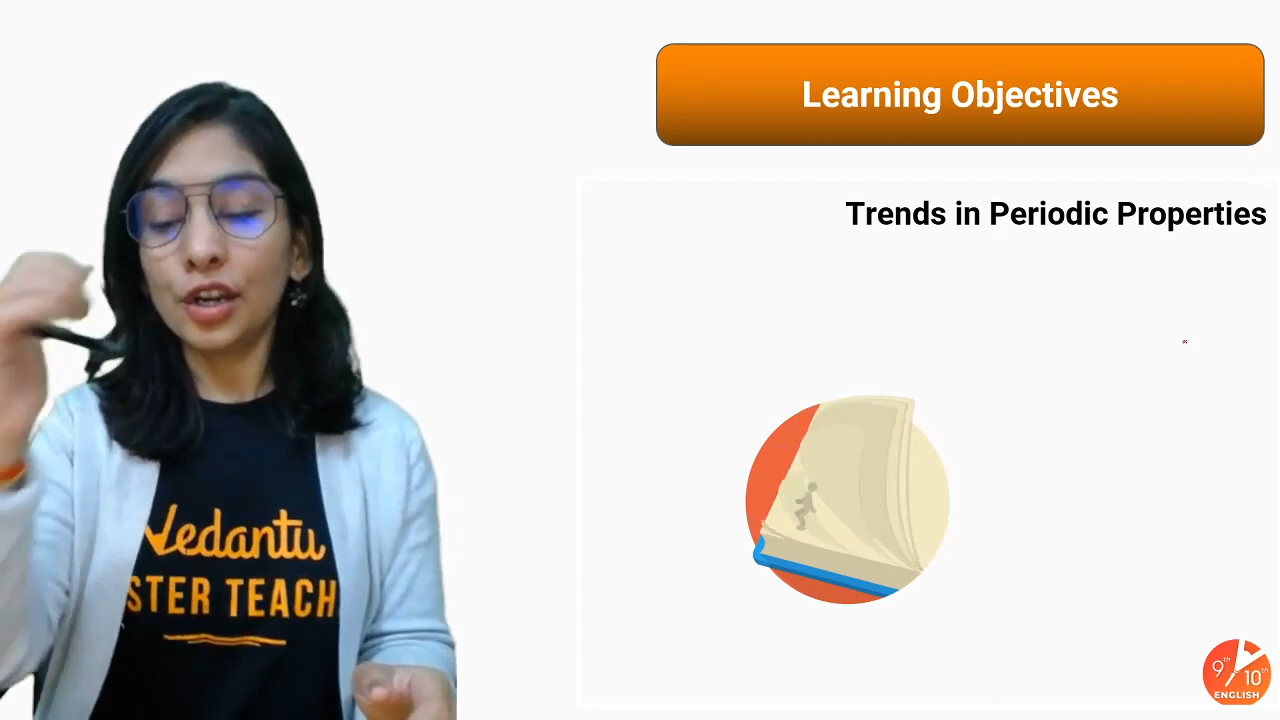 Learning Objectives
Trends in Periodic Properties
Vedantu
STER TEACH
9th
10th
ENGLISH